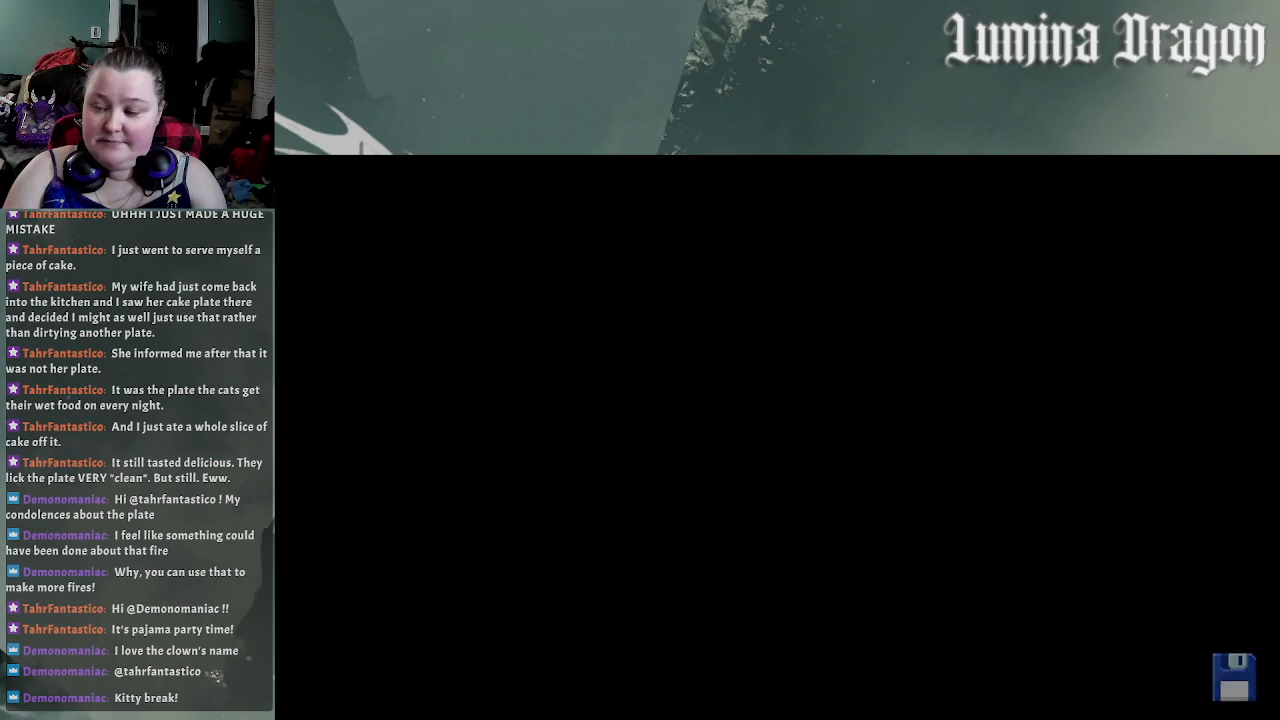 Lumina Dragon
TahrFantastico: UHHH I JUST MADE A HUGE
MISTAKE
TahrFantastico: I just went to serve myself a
piece of cake.
TahrFantastico: My wife had just come back
into the kitchen and I saw her cake plate there
and decided I might as well just use that rather
than dirtying another plate.
TahrFantastico: She informed me after that it
was not her plate.
TahrFantastico: It was the plate the cats get
their wet food on every night.
TahrFantastico: And I just ate a whole slice of
cake off it.
TahrFantastico: It still tasted delicious. They
lick the plate VERY "clean". But still. Eww.
Demonomaniac: Hi @tahrfantastico ! My
condolences about the plate
Demonomaniac: I feel like something could
have been done about that fire
Demonomaniac: Why, you can use that to
make more fires!
TahrFantastico: Hi @Demonomaniac !!
TahrFantastico: It's pajama party time!
Demonomaniac: I love the clown's name
Demonomaniac: @tahrfantastico
Demonomaniac: Kitty break!